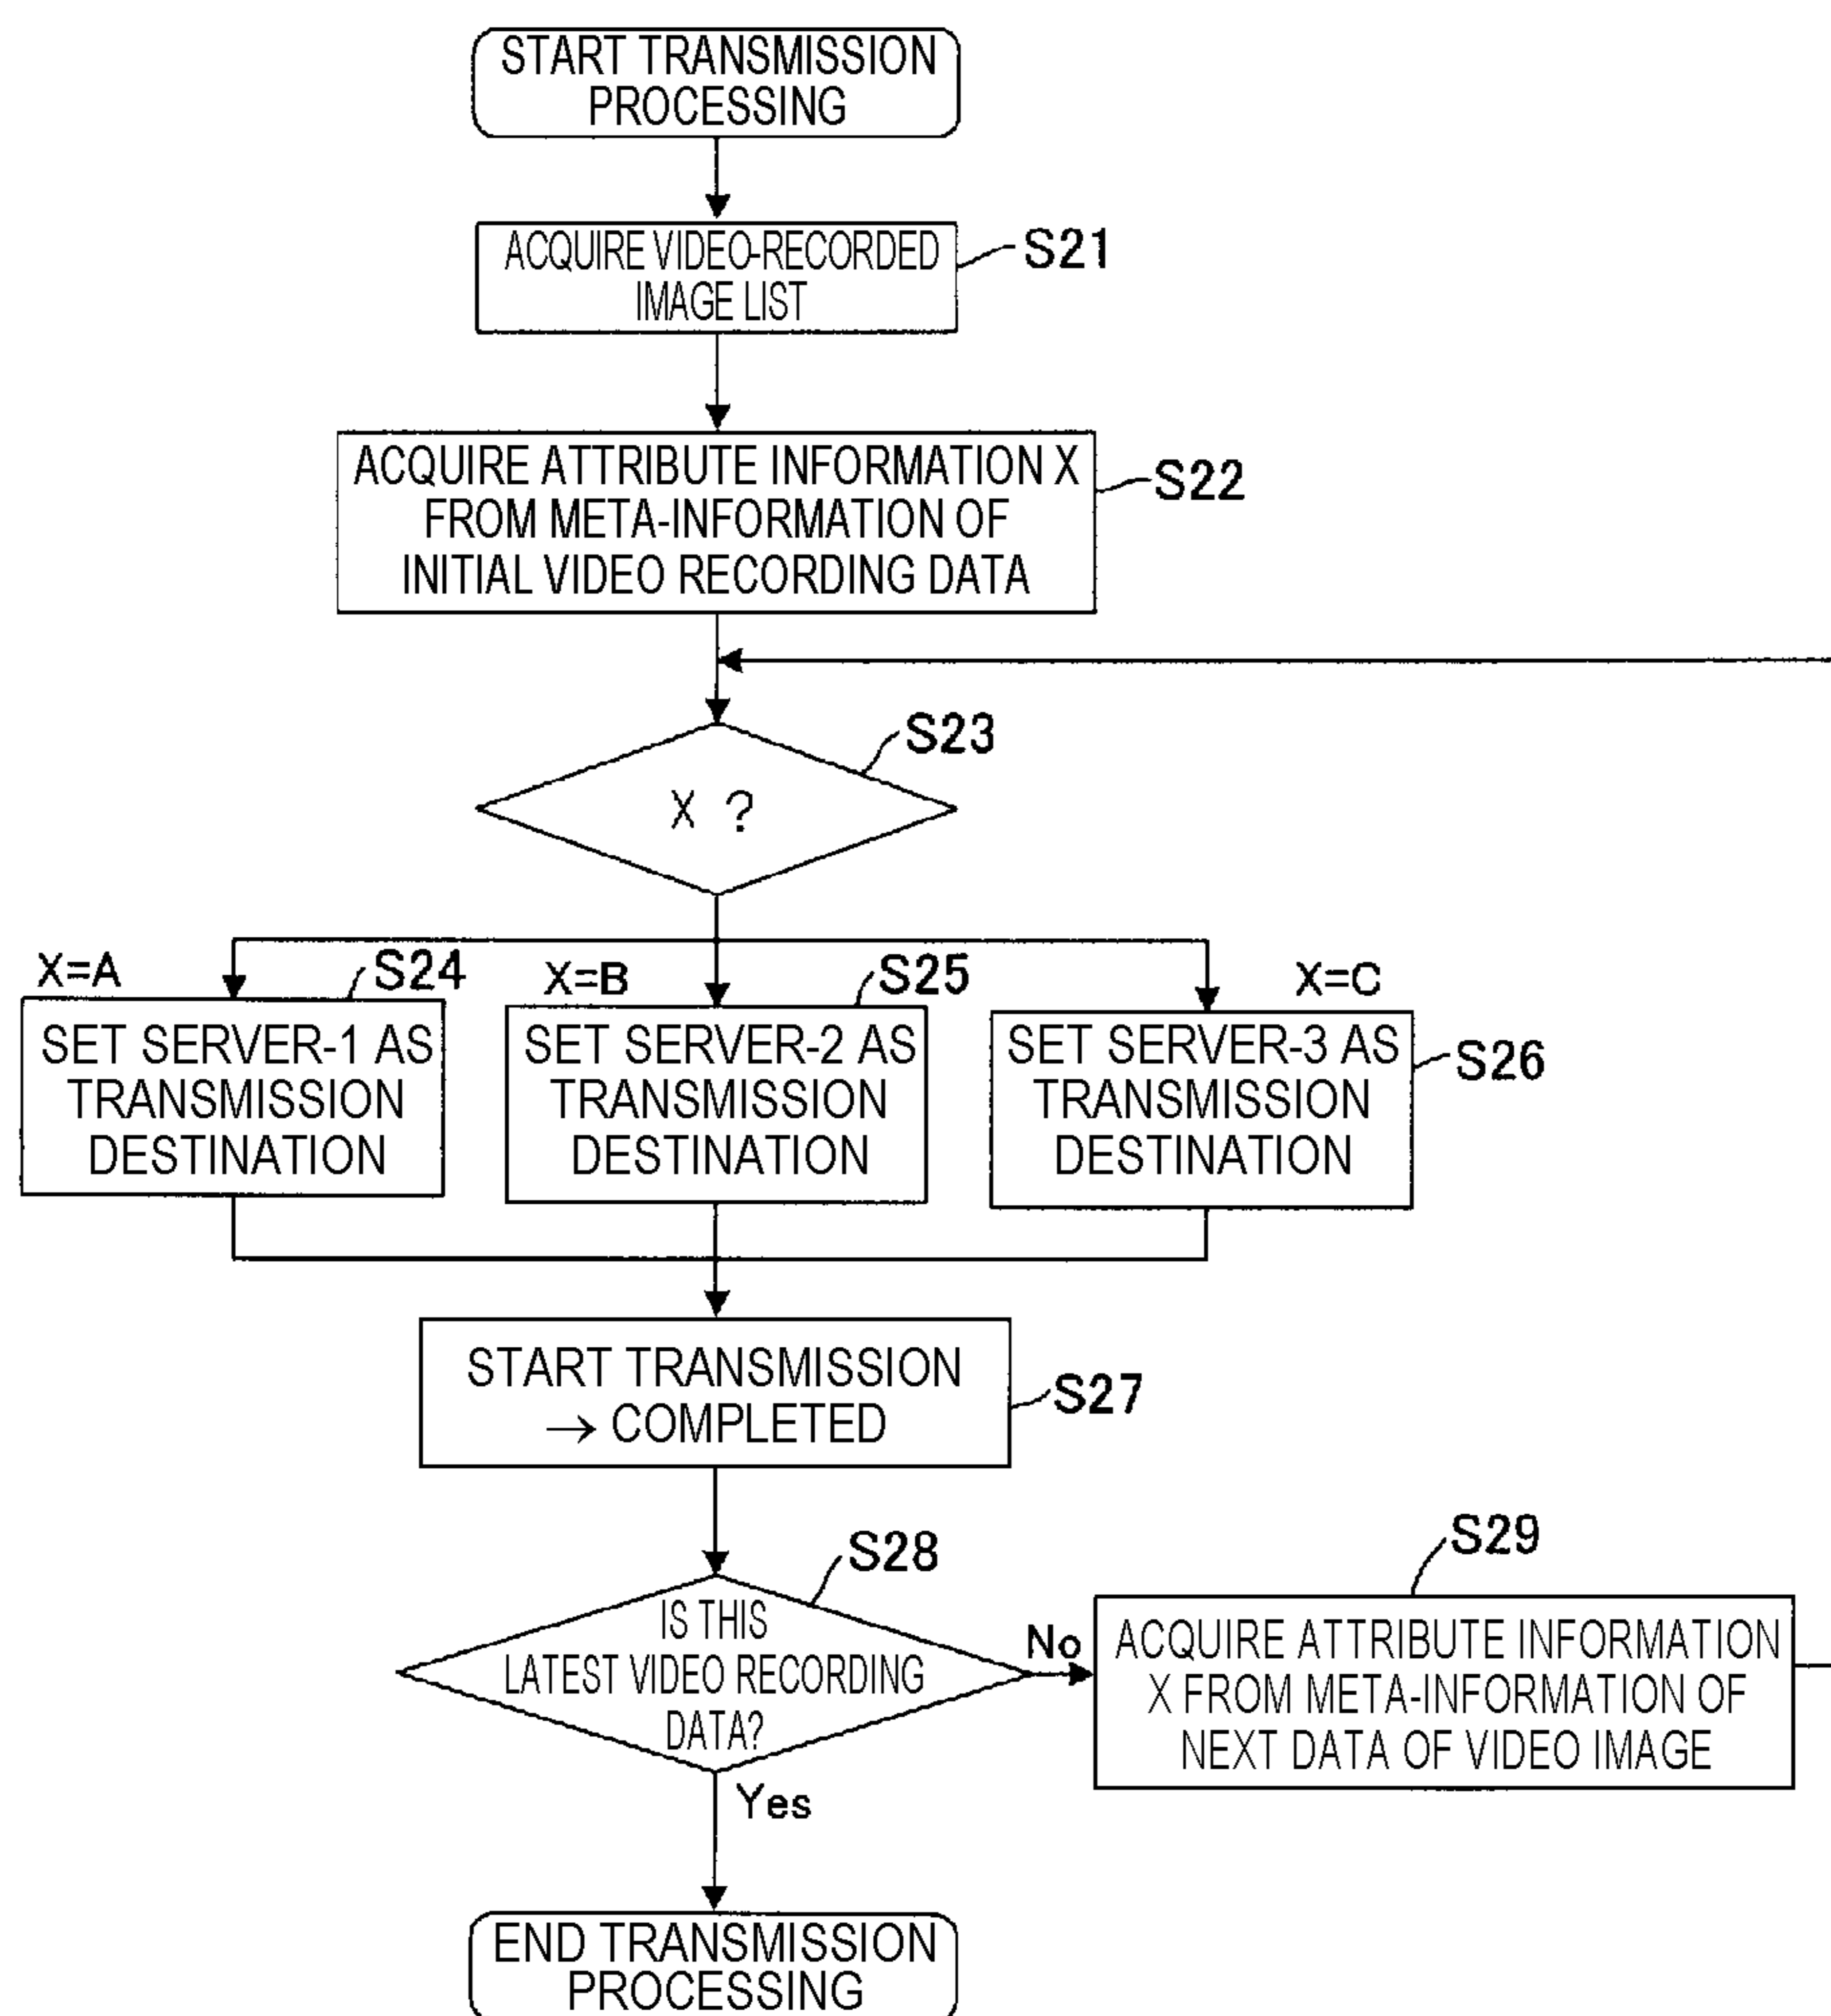 START TRANSMISSION
PROCESSING
ACQUIRE VIDEO-RECORDED
IMAGE LIST
S21
ACQUIRE ATTRIBUTE INFORMATION X
FROM META-INFORMATION OF
INITIAL VIDEO RECORDING DATA
S22
S23
X ?
X=A
S24
SET SERVER-1 AS
TRANSMISSION
DESTINATION
X=B
S25
SET SERVER-2 AS
TRANSMISSION
DESTINATION
X=C
SET SERVER-3 AS
TRANSMISSION
DESTINATION
S26
START TRANSMISSION
→ COMPLETED
S27
S28
IS THIS
LATEST VIDEO RECORDING
DATA?
No
S29
ACQUIRE ATTRIBUTE INFORMATION
X FROM META-INFORMATION OF
NEXT DATA OF VIDEO IMAGE
Yes
END TRANSMISSION
PROCESSING